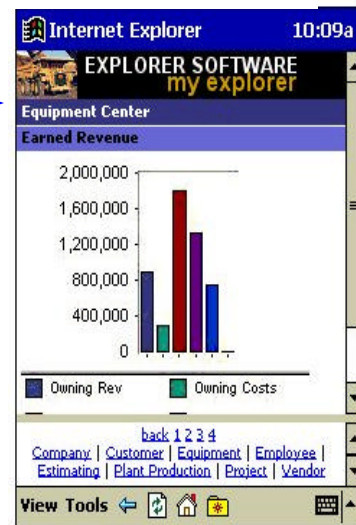 Internet Explorer 10:09a
EXPLORER SOFTWARE
my explorer
Equipment Center
Earned Revenue
2,000,000
1,600,000
1,200,000
800,000
400,000
0
Owning Rev Owning Costs
back 1 2 3 4
Company | Customer | Equipment | Employee |
Estimating | Plant Production | Project | Vendor
View Tools